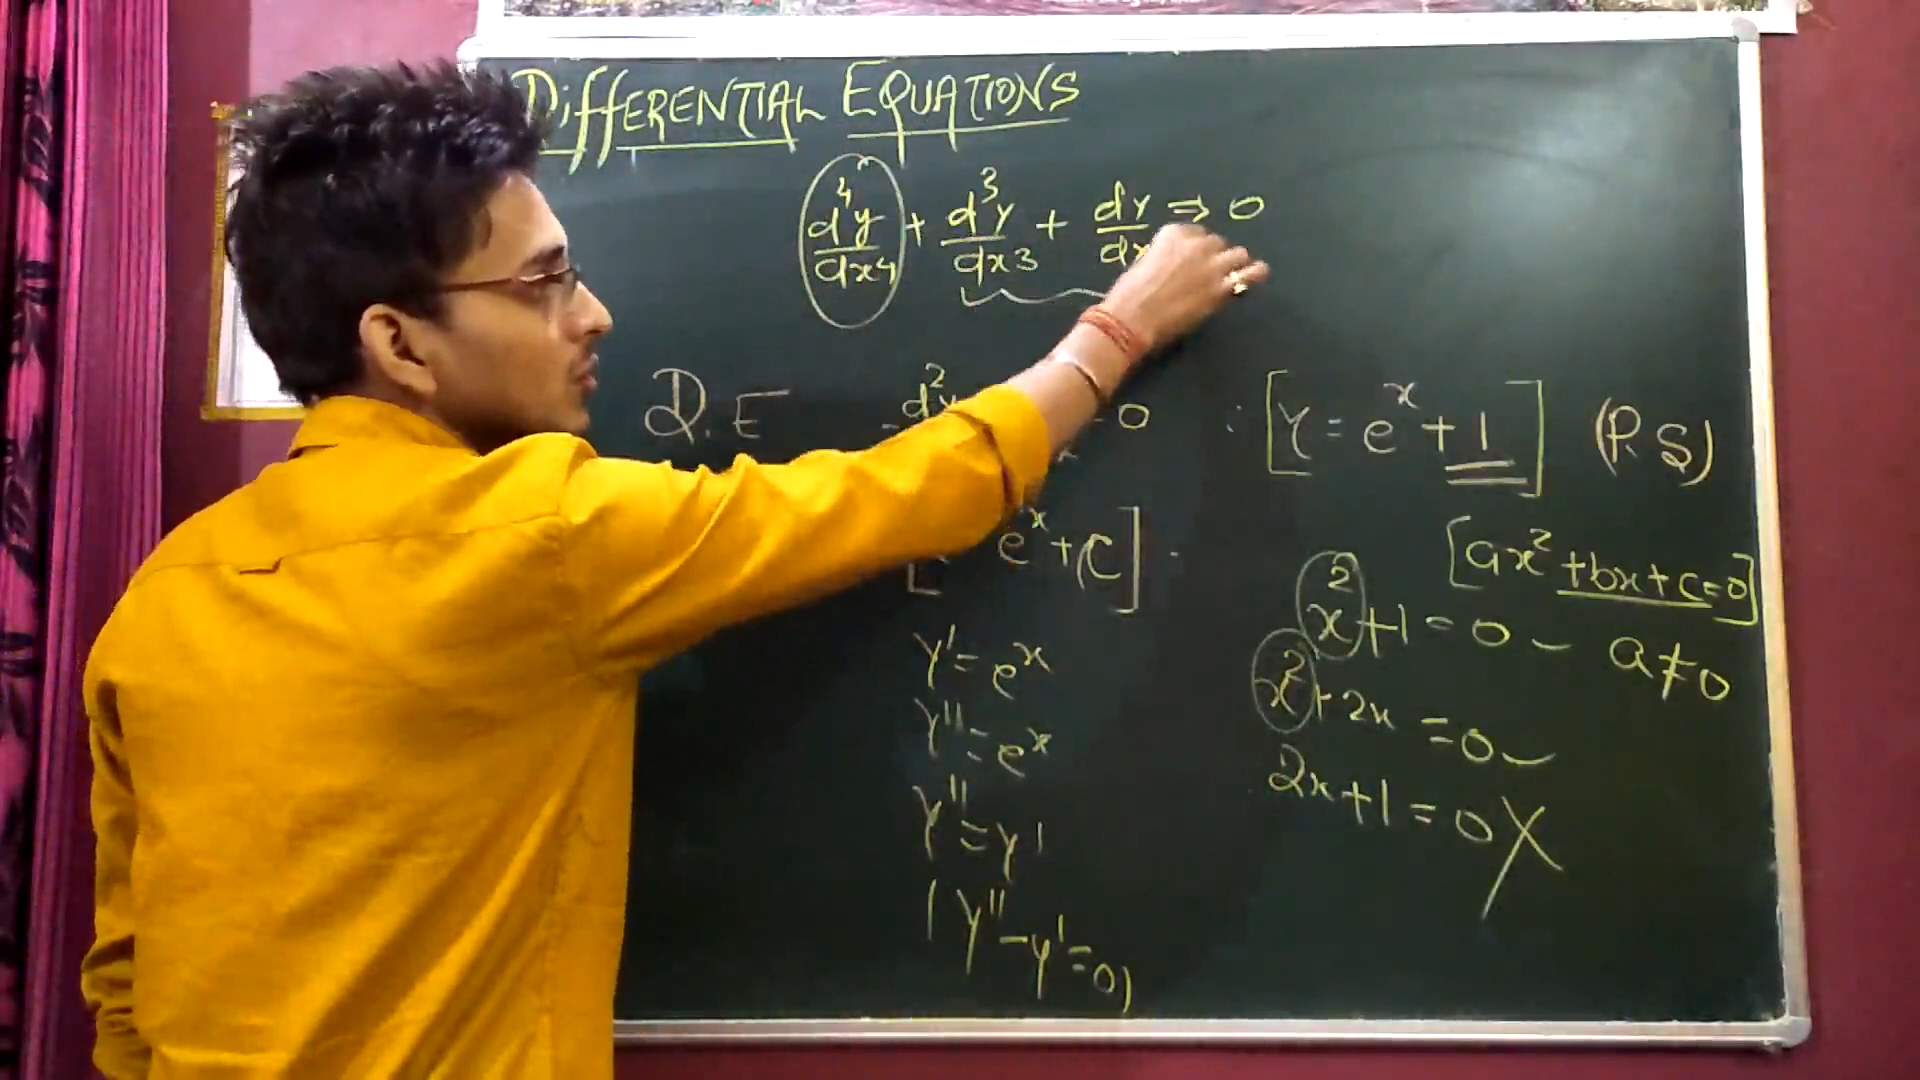 DIFFERENTIAL EQUATIONS
d⁴y/dx4 + d³y/dx3 + dy/dx ⇒ 0
D.E d²y = 0 : [Y = eˣ + 1] (P.S)
eˣ + C]
[ax² + bx + c = 0]
x² + 1 = 0 a ≠ 0
Y' = eˣ
x² + 2x = 0
Y'' = eˣ
2x + 1 = 0 X
Y'' = Y'
Y'' - y' = 0